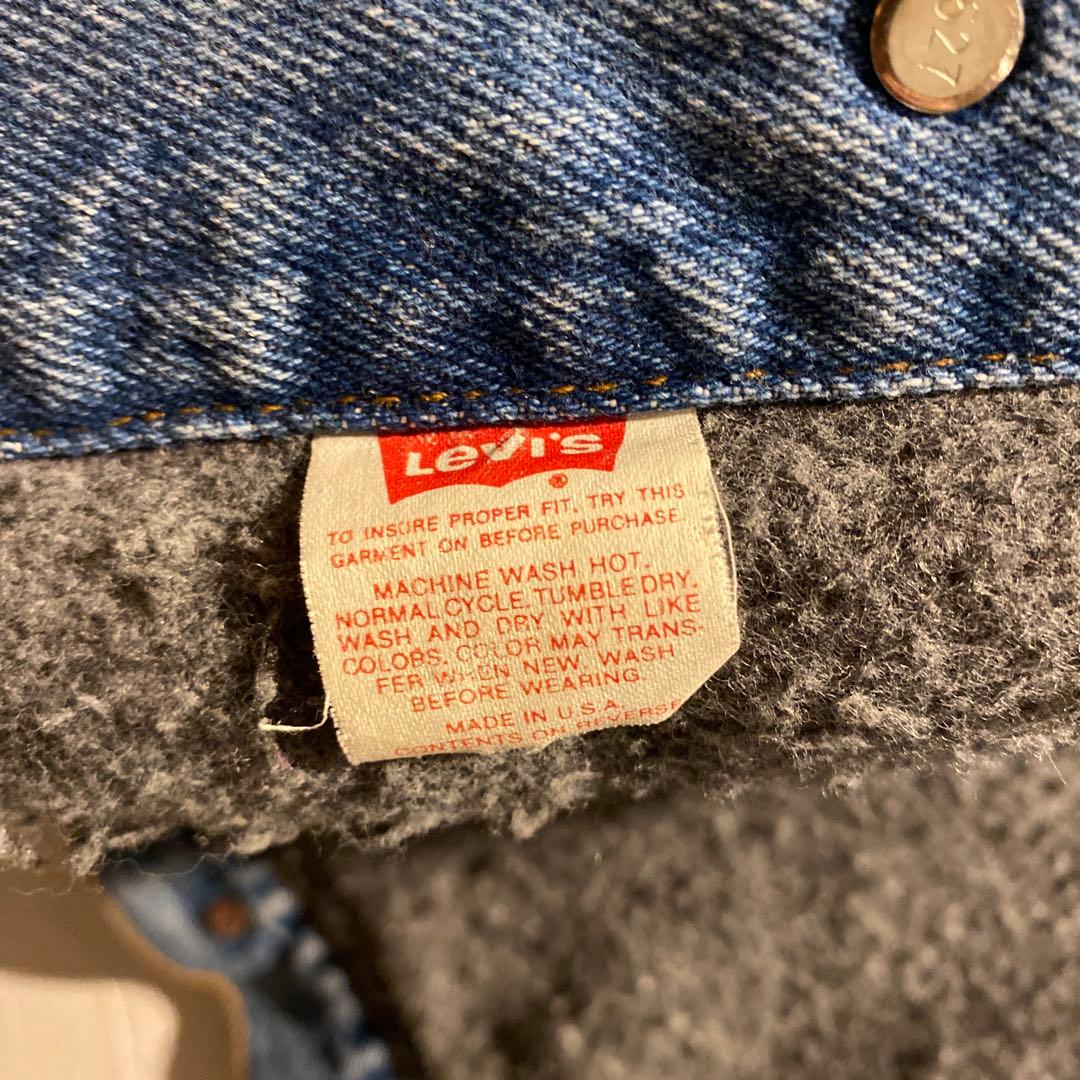 527
Levi's
®
TO INSURE PROPER FIT, TRY THIS
GARMENT ON BEFORE PURCHASE.
MACHINE WASH HOT.
NORMAL CYCLE. TUMBLE DRY.
WASH AND DRY WITH LIKE
COLORS. COLOR MAY TRANS-
FER WHEN NEW. WASH
BEFORE WEARING.
MADE IN U.S.A.
CONTENTS ON REVERSE